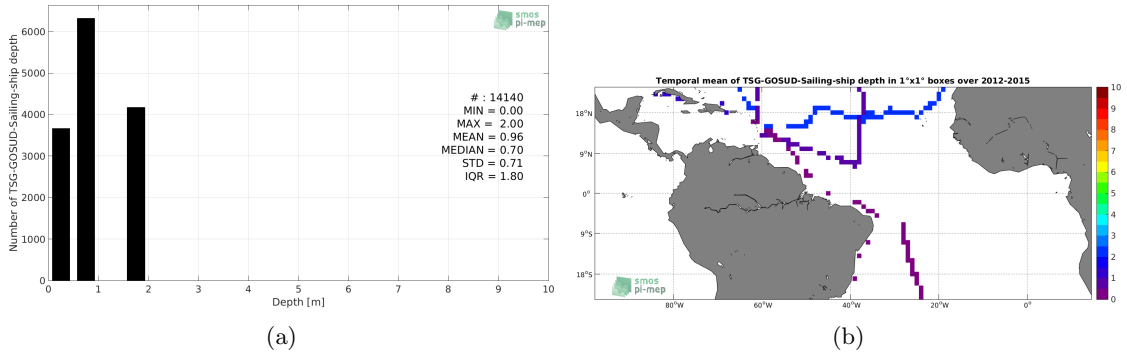 smos
pi-mep
Number of TSG-GOSUD-Sailing-ship depth
6000
5000
4000
3000
2000
1000
0
# : 14140
MIN = 0.00
MAX = 2.00
MEAN = 0.96
MEDIAN = 0.70
STD = 0.71
IQR = 1.80
0 1 2 3 4 5 6 7 8 9 10
Depth [m]
(a)
Temporal mean of TSG-GOSUD-Sailing-ship depth in 1°x1° boxes over 2012-2015
18°N
9°N
0°
9°S
18°S
80°W 60°W 40°W 20°W 0°
10
9
8
7
6
5
4
3
2
1
0
smos
pi-mep
(b)